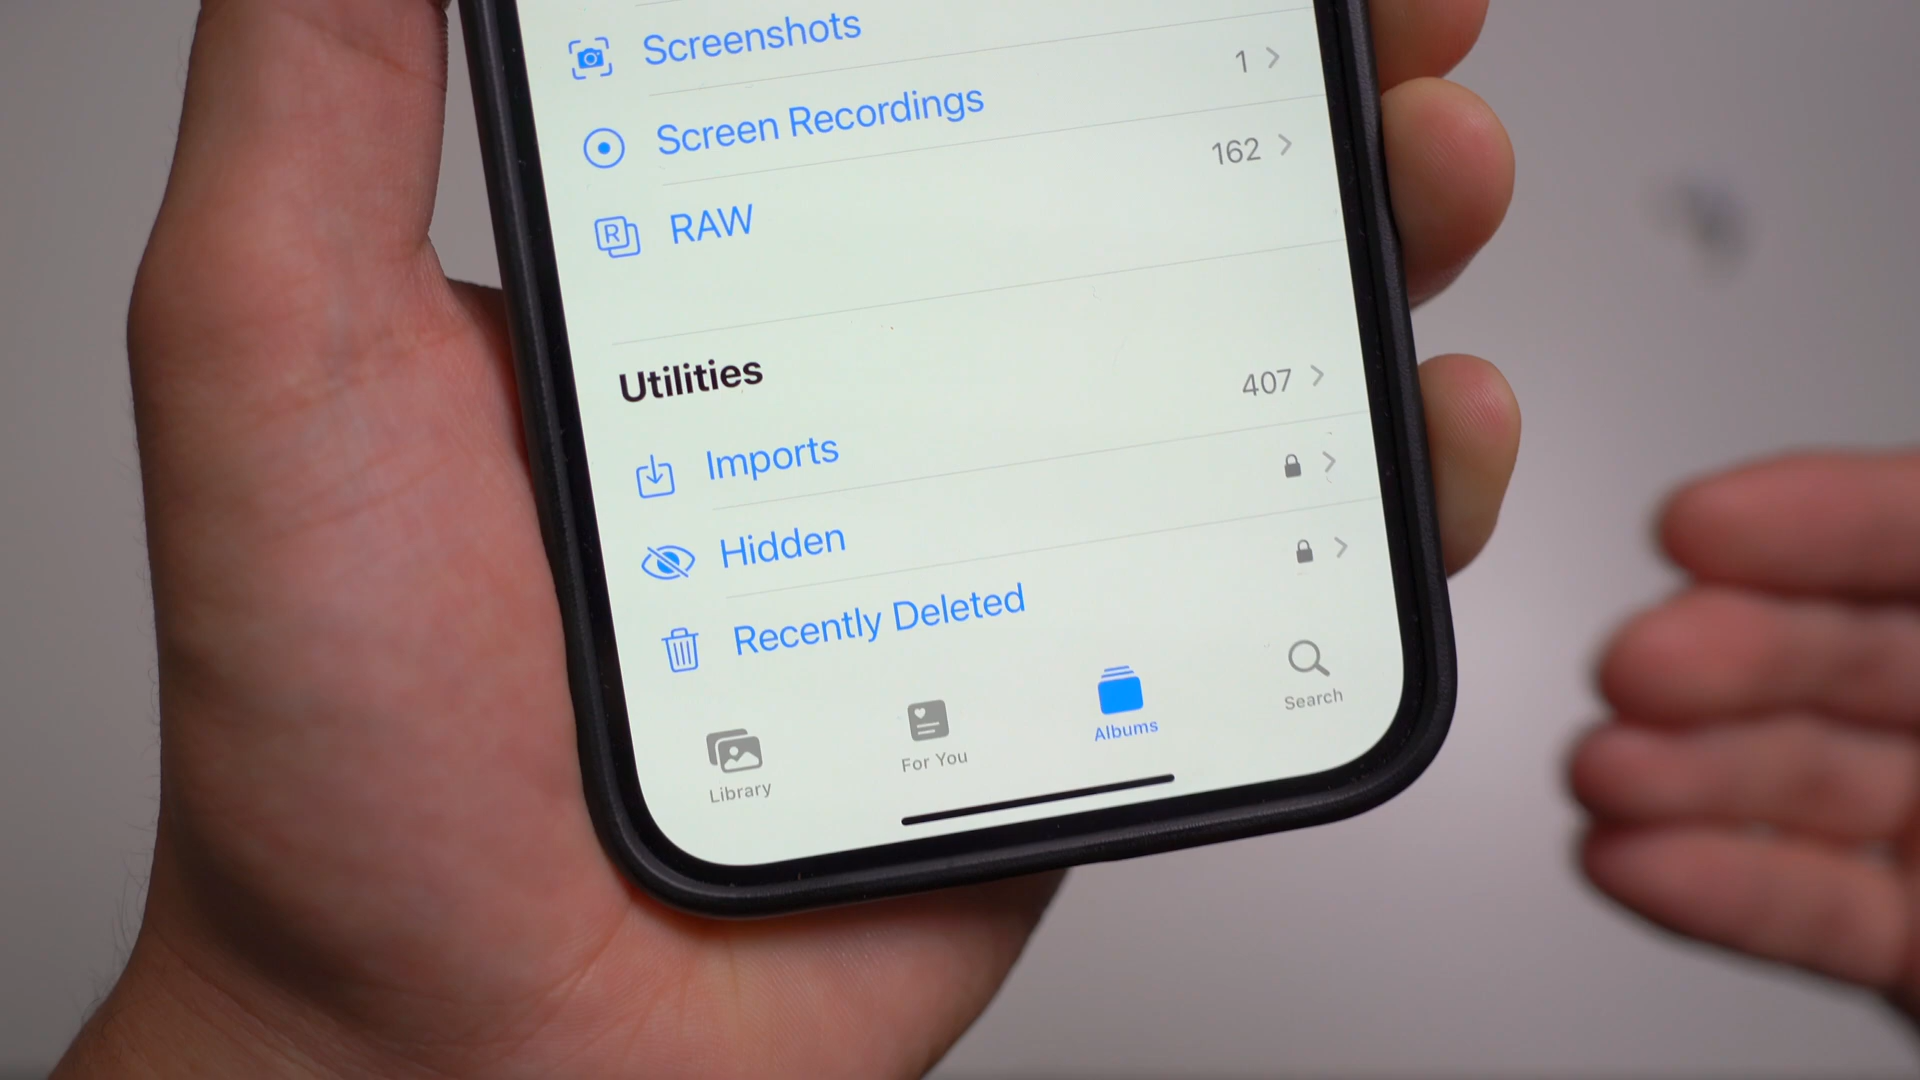 Screenshots
Screen Recordings 1
RAW 162
Utilities
Imports 407
Hidden
Recently Deleted
Library For You Albums Search